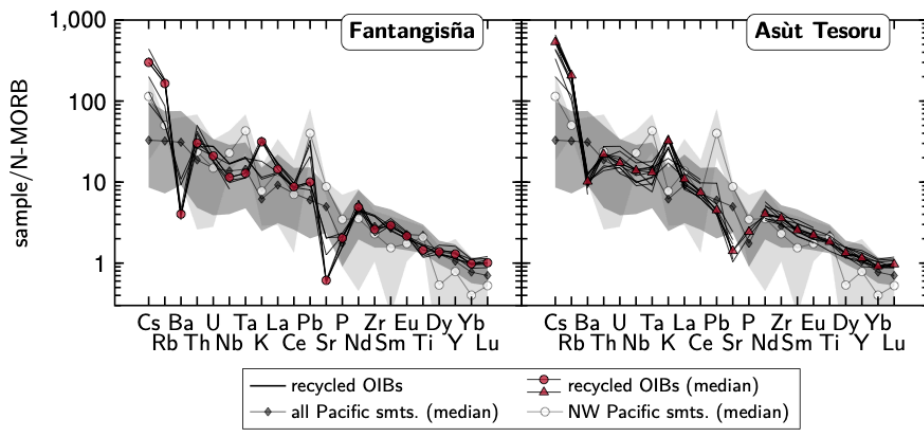 Fantangisña
Asùt Tesoru
sample/N-MORB
1,000
100
10
1
Cs Ba U Ta La Pb P Zr Eu Dy Yb
Rb Th Nb K Ce Sr Nd Sm Ti Y Lu
Cs Ba U Ta La Pb P Zr Eu Dy Yb
Rb Th Nb K Ce Sr Nd Sm Ti Y Lu
recycled OIBs
recycled OIBs (median)
all Pacific smts. (median)
NW Pacific smts. (median)